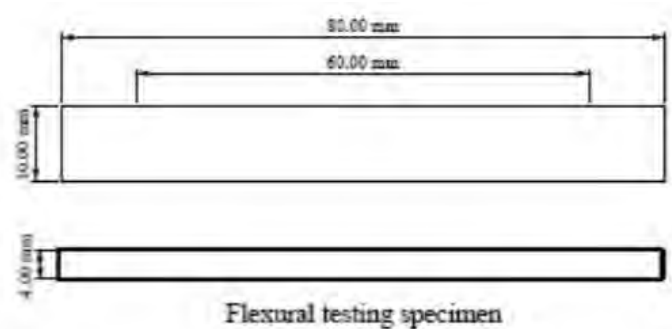 80.00 mm
60.00 mm
10.00 mm
4.00 mm
Flexural testing specimen